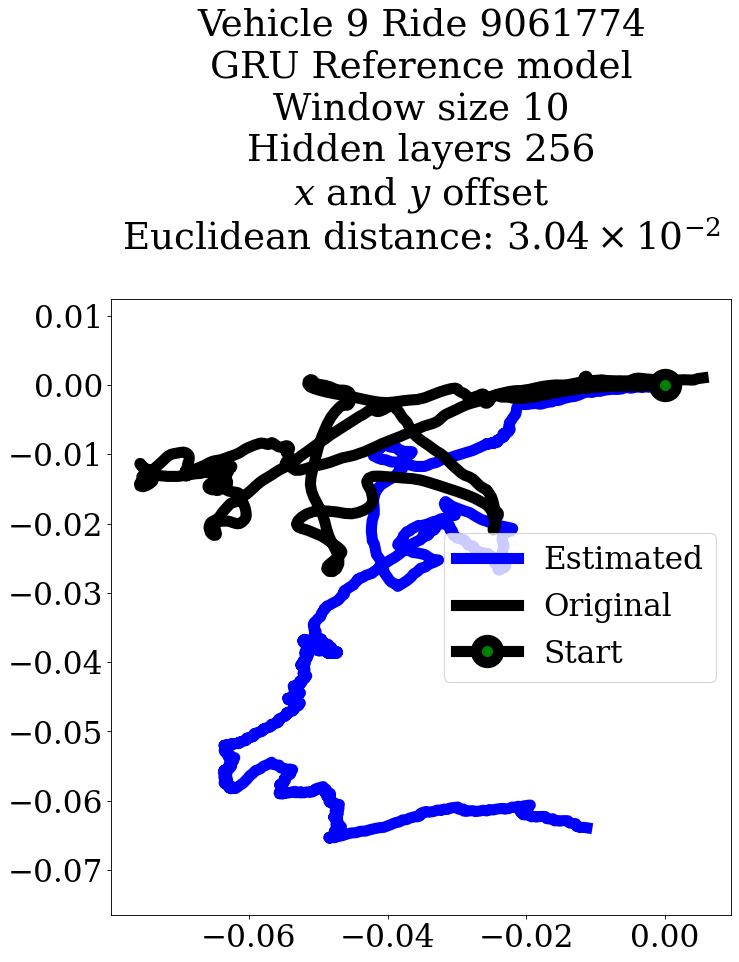 Vehicle 9 Ride 9061774
GRU Reference model
Window size 10
Hidden layers 256
x and y offset
Euclidean distance: 3.04 × 10⁻²
0.01
0.00
−0.01
−0.02
−0.03
−0.04
−0.05
−0.06
−0.07
Estimated
Original
Start
−0.06 −0.04 −0.02 0.00